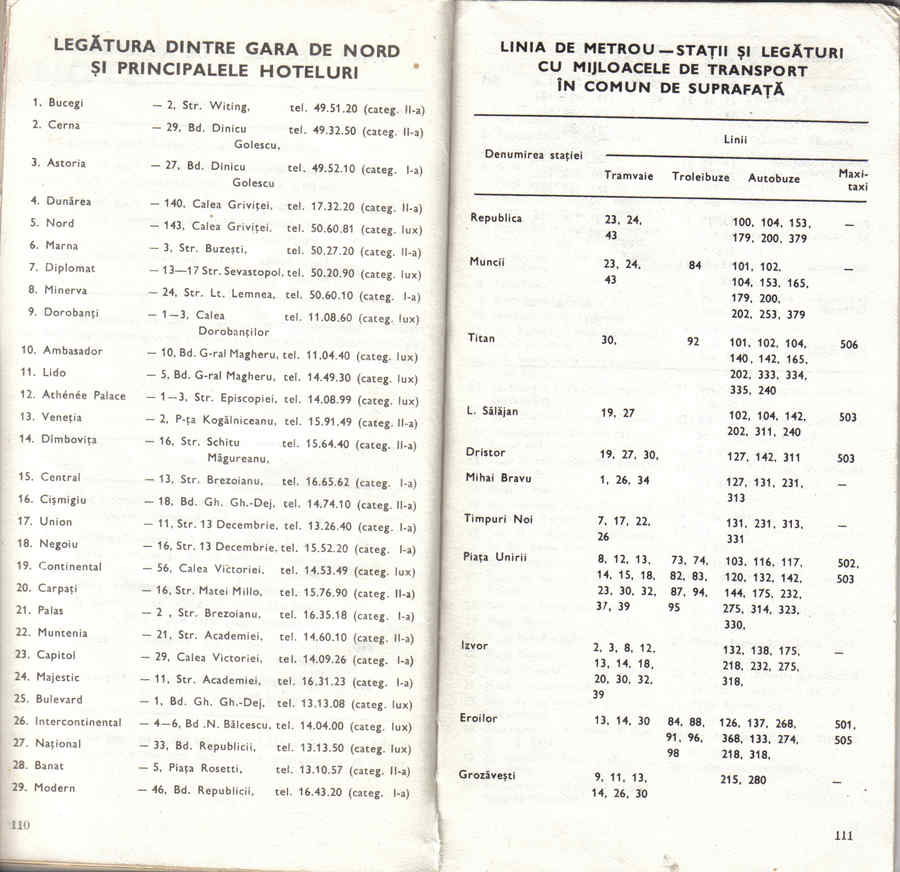 LEGĂTURA DINTRE GARA DE NORD
ȘI PRINCIPALELE HOTELURI
1. Bucegi — 2, Str. Witing, tel. 49.51.20 (categ. II-a)
2. Cerna — 29, Bd. Dinicu tel. 49.32.50 (categ. II-a)
Golescu,
3. Astoria — 27, Bd. Dinicu tel. 49.52.10 (categ. I-a)
Golescu
4. Dunărea — 140, Calea Griviței, tel. 17.32.20 (categ. II-a)
5. Nord — 143, Calea Griviței, tel. 50.60.81 (categ. lux)
6. Marna — 3, Str. Buzești, tel. 50.27.20 (categ. II-a)
7. Diplomat — 13—17 Str. Sevastopol, tel. 50.20.90 (categ. lux)
8. Minerva — 24, Str. Lt. Lemnea, tel. 50.60.10 (categ. I-a)
9. Dorobanți — 1—3, Calea tel. 11.08.60 (categ. lux)
Dorobanților
10. Ambasador — 10, Bd. G-ral Magheru, tel. 11.04.40 (categ. lux)
11. Lido — 5, Bd. G-ral Magheru, tel. 14.49.30 (categ. lux)
12. Athénée Palace — 1—3, Str. Episcopiei, tel. 14.08.99 (categ. lux)
13. Veneția — 2, P-ța Kogălniceanu, tel. 15.91.49 (categ. II-a)
14. Dîmbovița — 16, Str. Schitu tel. 15.64.40 (categ. II-a)
Măgureanu,
15. Central — 13, Str. Brezoianu, tel. 16.65.62 (categ. I-a)
16. Cișmigiu — 18, Bd. Gh. Gh.-Dej, tel. 14.74.10 (categ. II-a)
17. Union — 11, Str. 13 Decembrie, tel. 13.26.40 (categ. I-a)
18. Negoiu — 16, Str. 13 Decembrie, tel. 15.52.20 (categ. I-a)
19. Continental — 56, Calea Victoriei, tel. 14.53.49 (categ. lux)
20. Carpați — 16, Str. Matei Millo, tel. 15.76.90 (categ. II-a)
21. Palas — 2 , Str. Brezoianu, tel. 16.35.18 (categ. I-a)
22. Muntenia — 21, Str. Academiei, tel. 14.60.10 (categ. II-a)
23. Capitol — 29, Calea Victoriei, tel. 14.09.26 (categ. I-a)
24. Majestic — 11, Str. Academiei, tel. 16.31.23 (categ. I-a)
25. Bulevard — 1, Bd. Gh. Gh.-Dej, tel. 13.13.08 (categ. lux)
26. Intercontinental — 4—6, Bd .N. Bălcescu, tel. 14.04.00 (categ. lux)
27. Național — 33, Bd. Republicii, tel. 13.13.50 (categ. lux)
28. Banat — 5, Piața Rosetti, tel. 13.10.57 (categ. II-a)
29. Modern — 46, Bd. Republicii, tel. 16.43.20 (categ. I-a)
110
LINIA DE METROU—STAȚII ȘI LEGĂTURI
CU MIJLOACELE DE TRANSPORT
ÎN COMUN DE SUPRAFAȚĂ
Linii
Denumirea stației
Tramvaie Troleibuze Autobuze Maxi-
taxi
Republica 23, 24, 100, 104, 153, —
43 179, 200, 379
Muncii 23, 24, 84 101, 102, —
43 104, 153, 165,
179, 200,
202, 253, 379
Titan 30, 92 101, 102, 104, 506
140, 142, 165,
202, 333, 334,
335, 240
L. Sălăjan 19, 27 102, 104, 142, 503
202, 311, 240
Dristor 19, 27, 30, 127, 142, 311 503
Mihai Bravu 1, 26, 34 127, 131, 231, —
313
Timpuri Noi 7, 17, 22, 131, 231, 313, —
26 331
Piața Unirii 8, 12, 13, 73, 74, 103, 116, 117, 502,
14, 15, 18, 82, 83, 120, 132, 142, 503
23, 30, 32, 87, 94, 144, 175, 232,
37, 39 95 275, 314, 323,
330,
Izvor 2, 3, 8, 12, 132, 138, 175, —
13, 14, 18, 218, 232, 275,
20, 30, 32, 318,
39
Eroilor 13, 14, 30 84, 88, 126, 137, 268, 501,
91, 96, 368, 133, 274, 505
98 218, 318,
Grozăvești 9, 11, 13, 215, 280 —
14, 26, 30
111